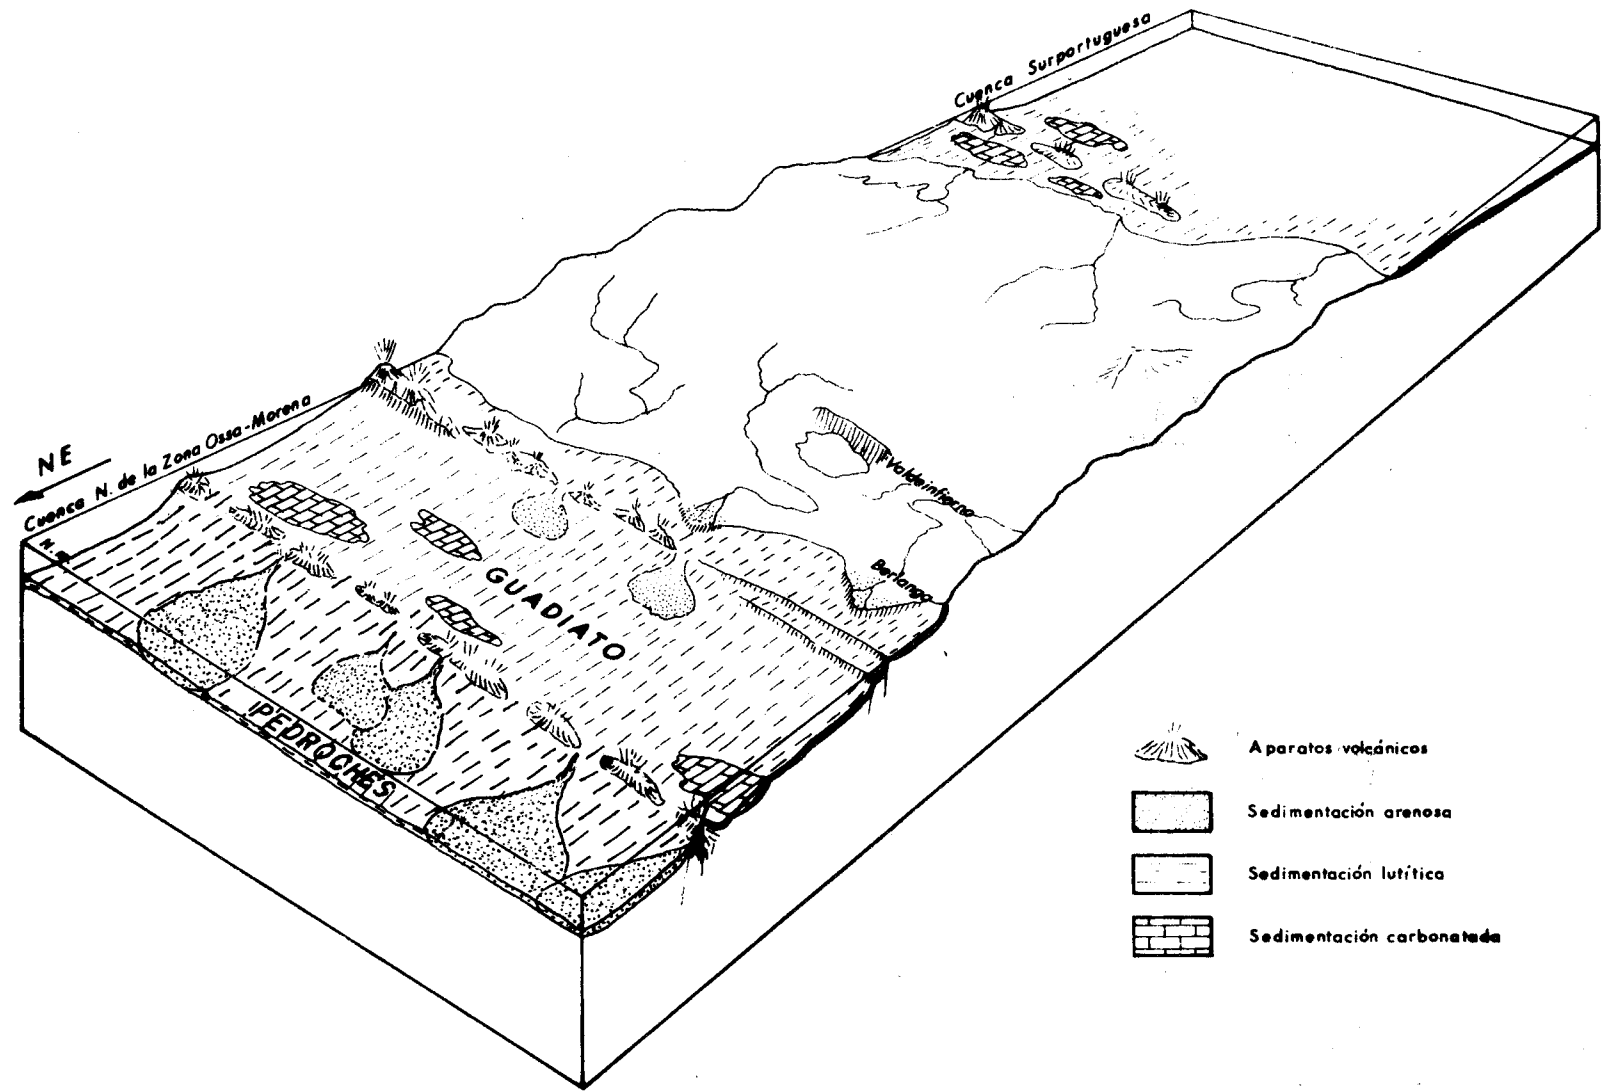 Cuenca Surportuguesa
NE
Cuenca N. de la Zona Ossa-Morena
F.Valdeinfierno
Berlanga
GUADIATO
PEDROCHES
Aparatos volcánicos
Sedimentación arenosa
Sedimentación lutítica
Sedimentación carbonatada